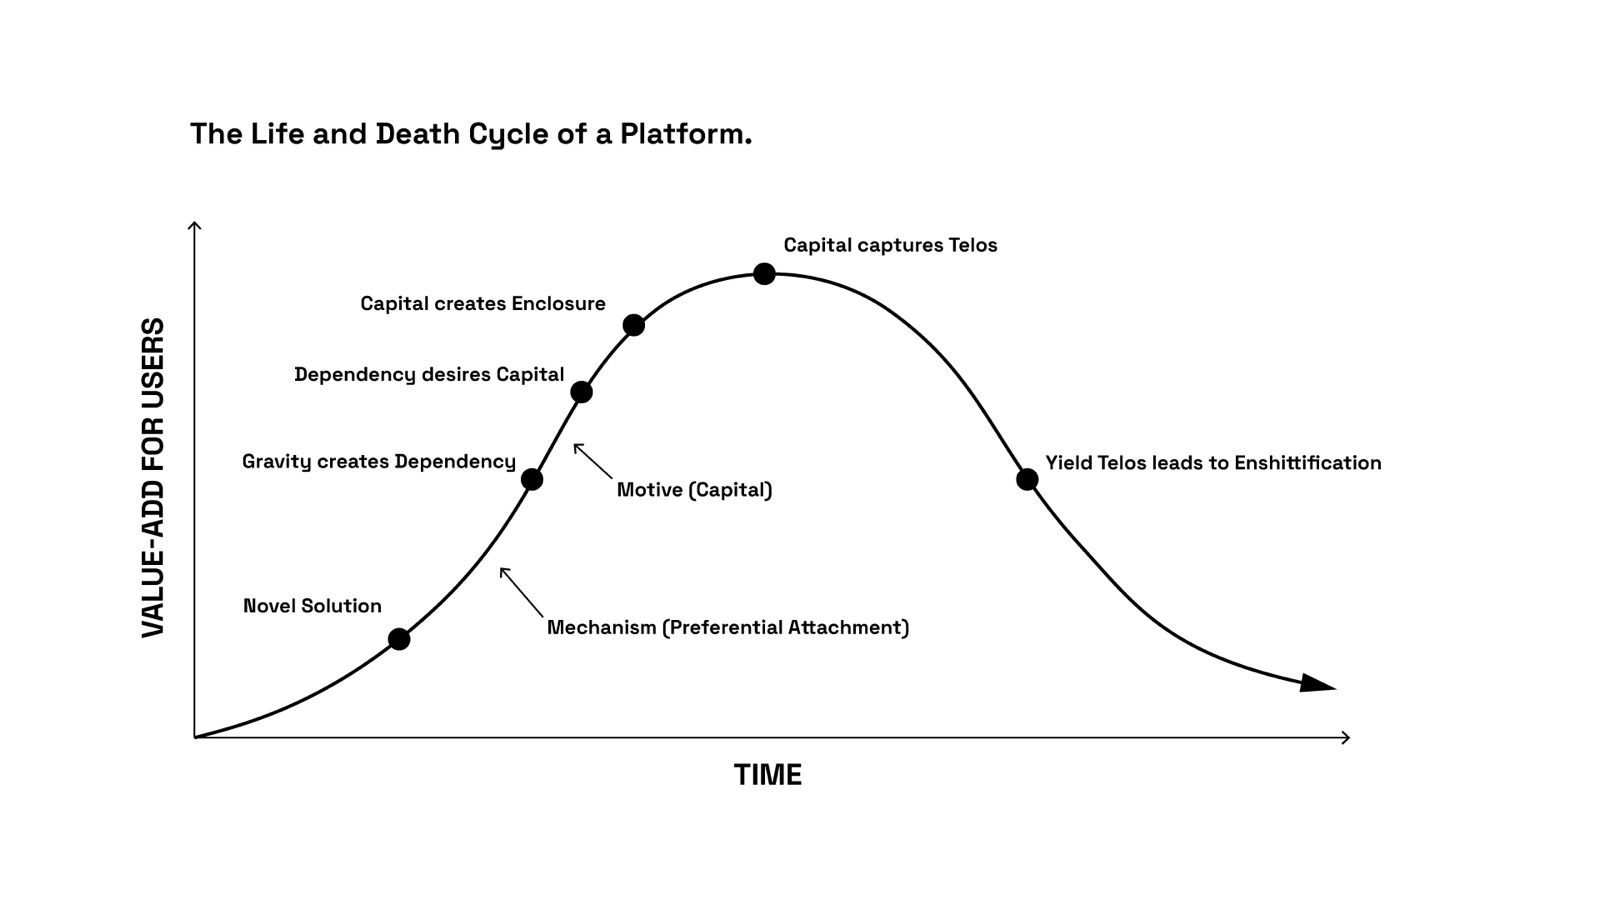 The Life and Death Cycle of a Platform.
Capital captures Telos
Capital creates Enclosure
Dependency desires Capital
Gravity creates Dependency
Yield Telos leads to Enshittification
Motive (Capital)
Novel Solution
Mechanism (Preferential Attachment)
VALUE-ADD FOR USERS
TIME